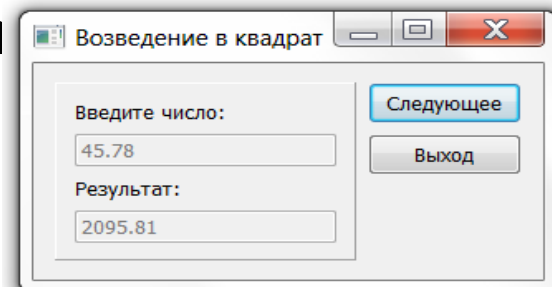 Возведение в квадрат
Введите число:
45.78
Результат:
2095.81
Следующее
Выход